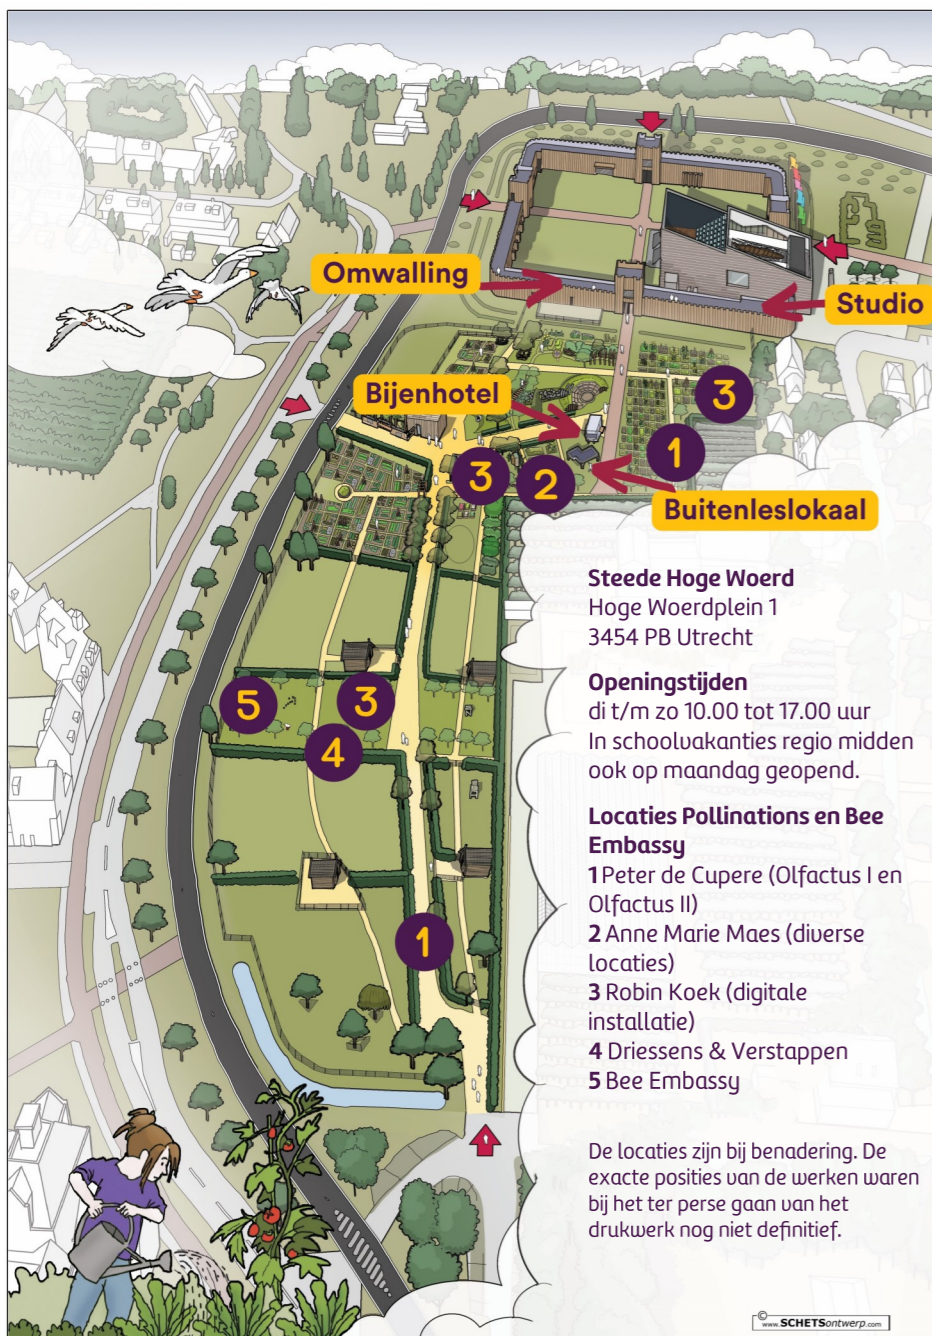 Omwalling
Studio
Bijenhotel
3
1
3
2
Buitenleslokaal
Steede Hoge Woerd
Hoge Woerdplein 1
3454 PB Utrecht
Openingstijden
di t/m zo 10.00 tot 17.00 uur
In schoolvakanties regio midden
ook op maandag geopend.
5
3
4
Locaties Pollinations en Bee
Embassy
1 Peter de Cupere (Olfactus I en
Olfactus II)
2 Anne Marie Maes (diverse
locaties)
3 Robin Koek (digitale
installatie)
4 Driessens & Verstappen
5 Bee Embassy
1
De locaties zijn bij benadering. De
exacte posities van de werken waren
bij het ter perse gaan van het
drukwerk nog niet definitief.
© www.SCHETSontwerp.com